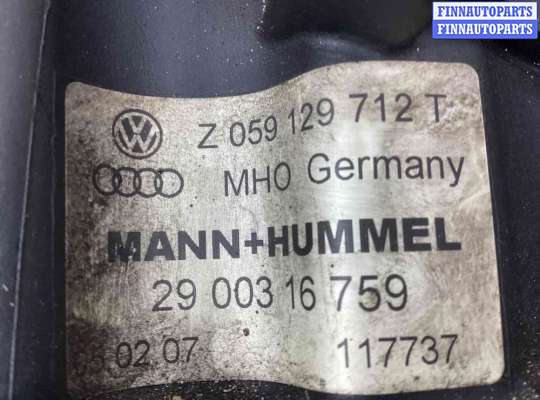 FINNAUTOPARTS
FINNAUTOPARTS
Z 059 129 712 T
MHO Germany
MANN+HUMMEL
29 003 16 759
02 07 117737